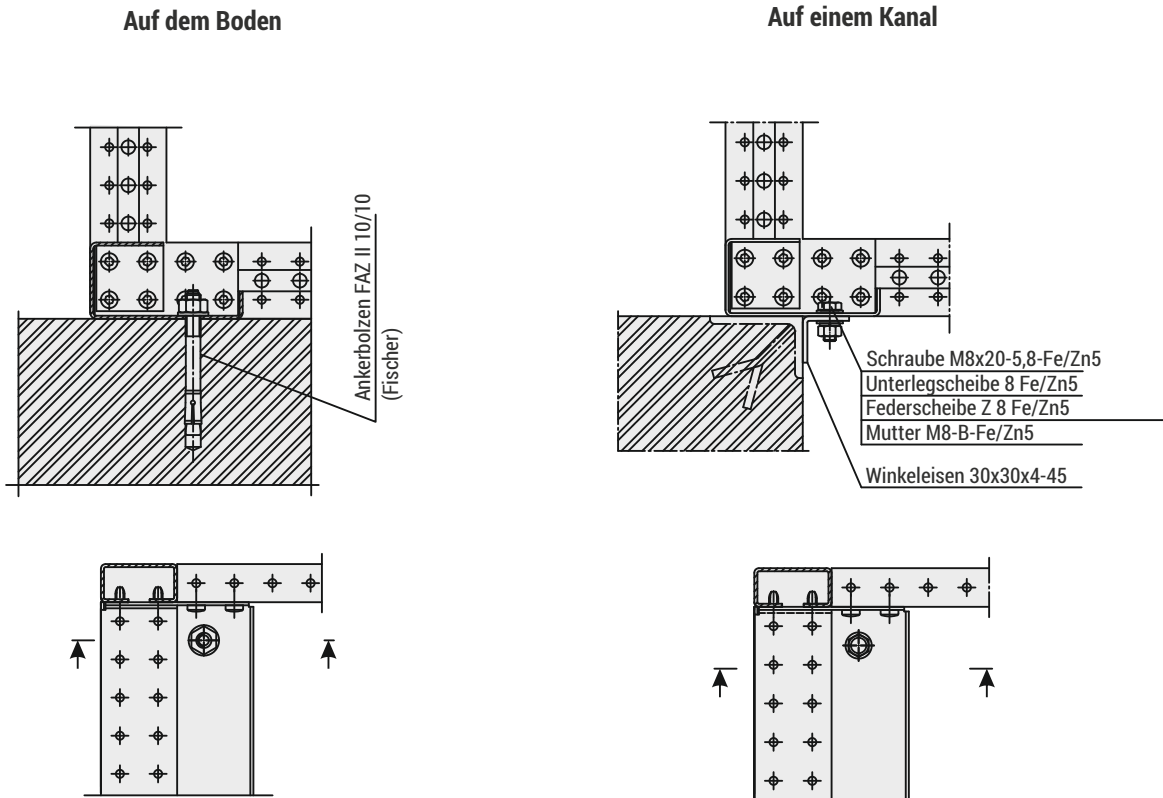 Auf dem Boden
Auf einem Kanal
Ankerbolzen FAZ II 10/10
(Fischer)
Schraube M8x20-5,8-Fe/Zn5
Unterlegscheibe 8 Fe/Zn5
Federscheibe Z 8 Fe/Zn5
Mutter M8-B-Fe/Zn5
Winkeleisen 30x30x4-45